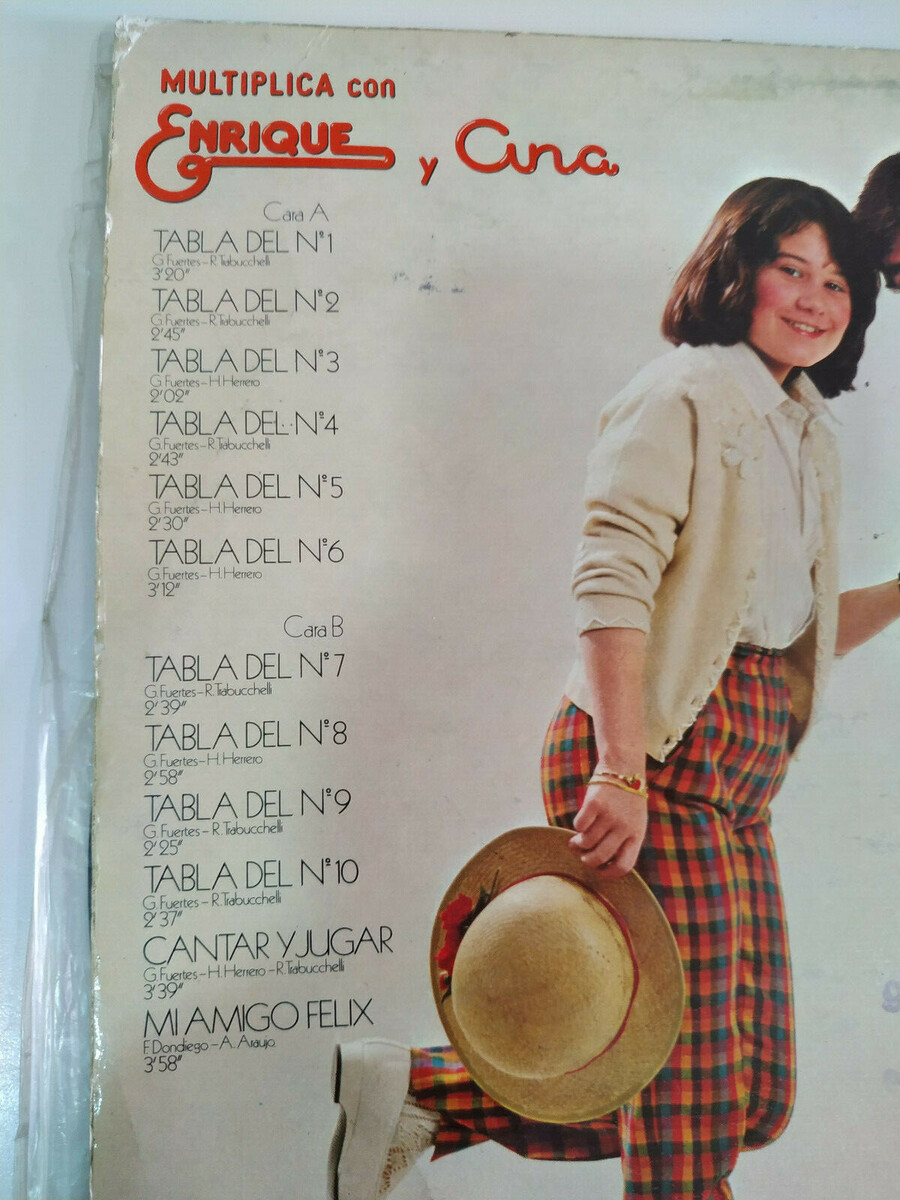 MULTIPLICA con
ENRIQUE y Ana
Cara A
TABLA DEL Nº1
G. Fuertes-R. Trabucchelli
3'20"
TABLA DEL Nº2
G. Fuertes-R. Trabucchelli
2'45"
TABLA DEL Nº3
G. Fuertes-H. Herrero
2'02"
TABLA DEL Nº4
G. Fuertes-R. Trabucchelli
2'43"
TABLA DEL Nº5
G. Fuertes-H. Herrero
2'30"
TABLA DEL Nº6
G. Fuertes-H. Herrero
3'12"
Cara B
TABLA DEL Nº7
G. Fuertes-R. Trabucchelli
2'39"
TABLA DEL Nº8
G. Fuertes-H. Herrero
2'58"
TABLA DEL Nº9
G. Fuertes-R. Trabucchelli
2'25"
TABLA DEL Nº10
G. Fuertes-R. Trabucchelli
2'37"
CANTAR Y JUGAR
G. Fuertes-H. Herrero-R. Trabucchelli
3'39"
MI AMIGO FELIX
F. Dondiego-A. Araujo
3'58"